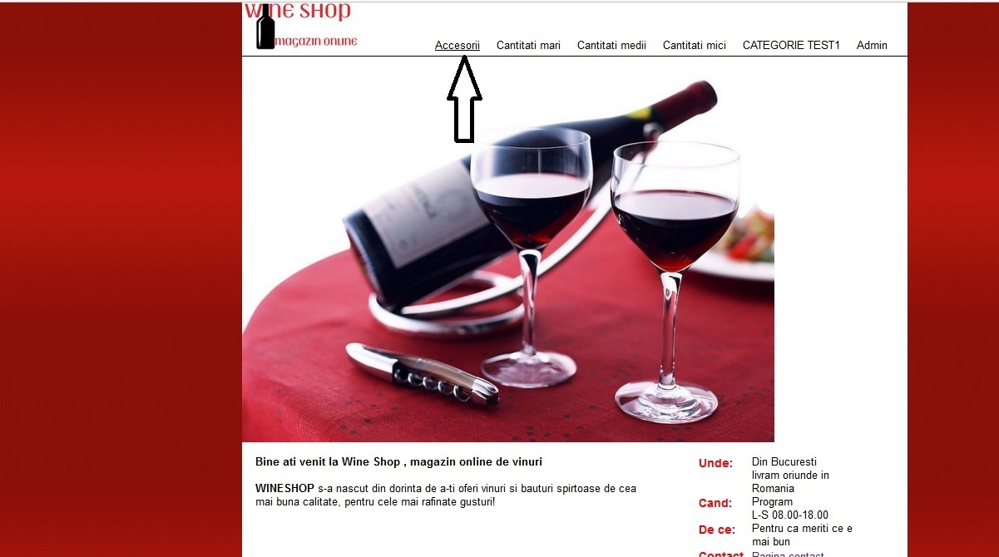 WINE SHOP
magazin online
Accesorii Cantitati mari Cantitati medii Cantitati mici CATEGORIE TEST1 Admin
Bine ati venit la Wine Shop , magazin online de vinuri
WINESHOP s-a nascut din dorinta de a-ti oferi vinuri si bauturi spirtoase de cea
mai buna calitate, pentru cele mai rafinate gusturi!
Unde: Din Bucuresti
livram oriunde in
Romania
Cand: Program
L-S 08.00-18.00
De ce: Pentru ca meriti ce e
mai bun
Contact Pagina contact